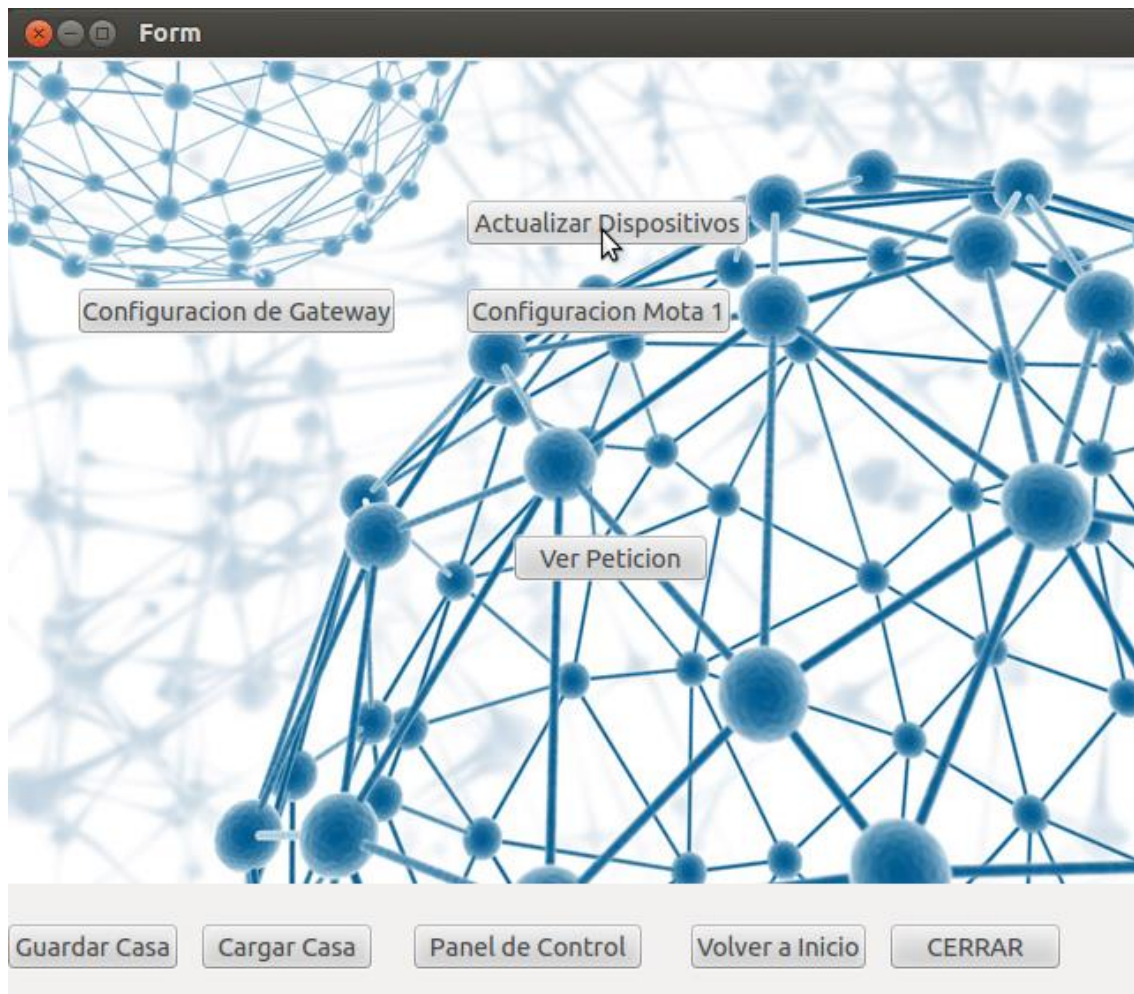 Form
Actualizar Dispositivos
Configuracion de Gateway
Configuracion Mota 1
Ver Peticion
Guardar Casa
Cargar Casa
Panel de Control
Volver a Inicio
CERRAR